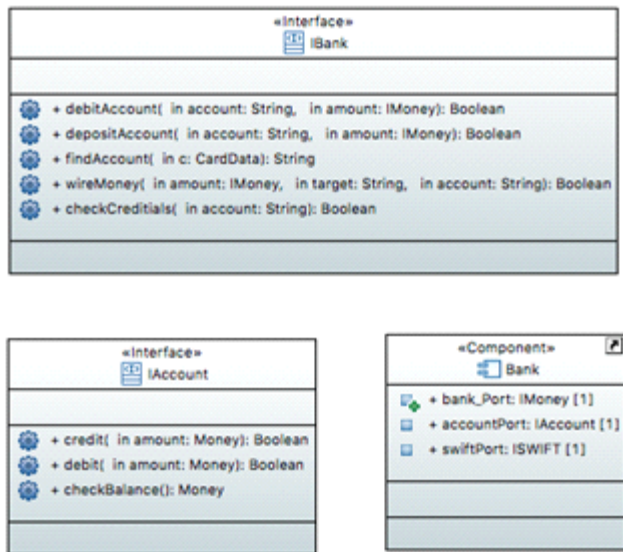 «Interface»
IBank
+ debitAccount( in account: String, in amount: IMoney): Boolean
+ depositAccount( in account: String, in amount: IMoney): Boolean
+ findAccount( in c: CardData): String
+ wireMoney( in amount: IMoney, in target: String, in account: String): Boolean
+ checkCreditials( in account: String): Boolean
«Interface»
IAccount
+ credit( in amount: Money): Boolean
+ debit( in amount: Money): Boolean
+ checkBalance(): Money
«Component»
Bank
+ bank_Port: IMoney [1]
+ accountPort: IAccount [1]
+ swiftPort: ISWIFT [1]